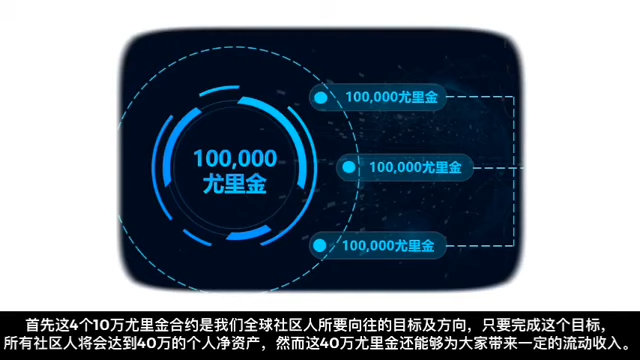 100,000
尤里金
100,000尤里金
100,000尤里金
100,000尤里金
首先这4个10万尤里金合约是我们全球社区人所要向往的目标及方向，只要完成这个目标，
所有社区人将会达到40万的个人净资产，然而这40万尤里金还能够为大家带来一定的流动收入。